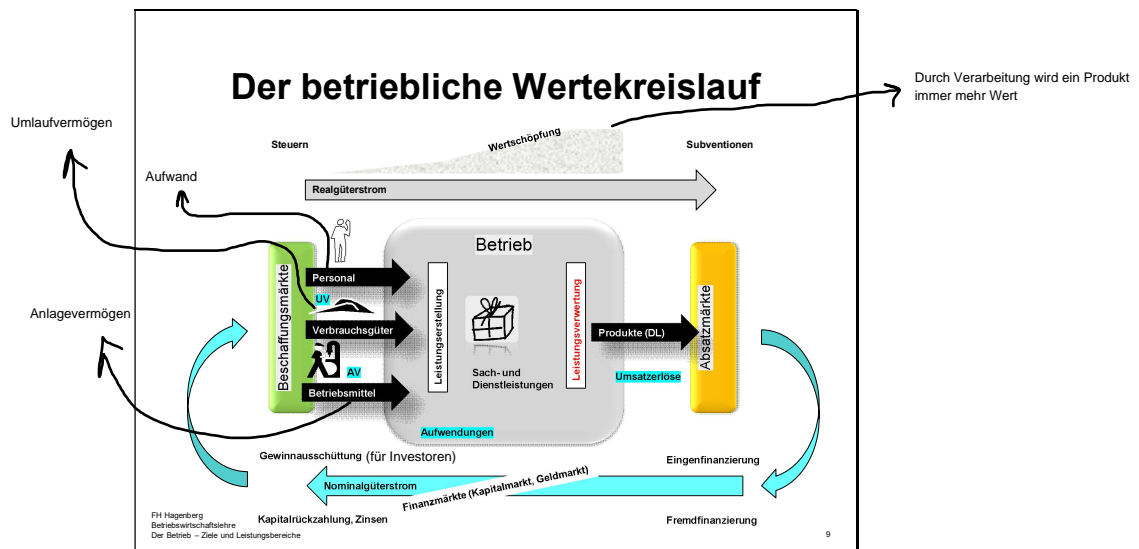 Der betriebliche Wertekreislauf
Durch Verarbeitung wird ein Produkt
immer mehr Wert
Umlaufvermögen
Steuern
Wertschöpfung
Subventionen
Aufwand
Realgüterstrom
Betrieb
Beschaffungsmärkte
Personal
UV
Verbrauchsgüter
Anlagevermögen
AV
Betriebsmittel
Leistungserstellung
Sach- und
Dienstleistungen
Leistungsverwertung
Produkte (DL)
Umsatzerlöse
Absatzmärkte
Aufwendungen
Gewinnausschüttung (für Investoren)
Eingenfinanzierung
Nominalgüterstrom
Finanzmärkte (Kapitalmarkt, Geldmarkt)
Kapitalrückzahlung, Zinsen
Fremdfinanzierung
FH Hagenberg
Betriebswirtschaftslehre
Der Betrieb – Ziele und Leistungsbereiche
9